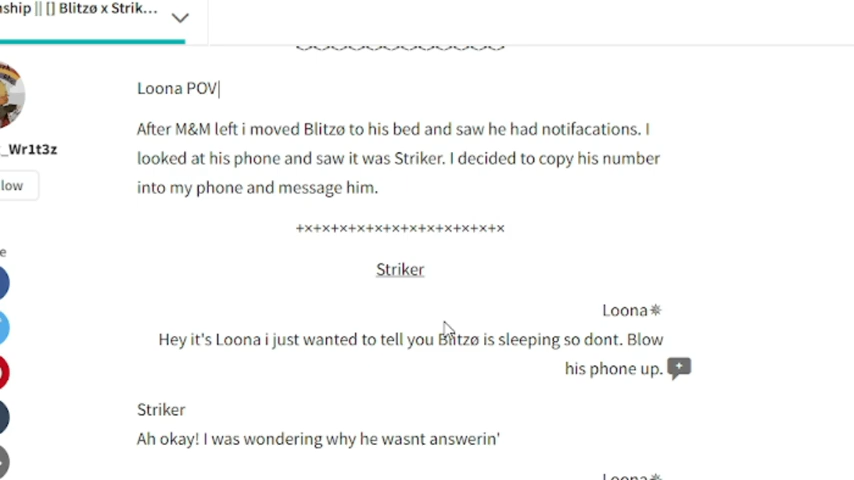 nship || [] Blitzø x Strik...
Loona POV
After M&M left i moved Blitzø to his bed and saw he had notifacations. I
looked at his phone and saw it was Striker. I decided to copy his number
_Wr1t3z
into my phone and message him.
low
+×+×+×+×+×+×+×+×+×+×+×+×
e
Striker
Loona✵
Hey it's Loona i just wanted to tell you Blitzø is sleeping so dont. Blow
his phone up.
Striker
Ah okay! I was wondering why he wasnt answerin'
Loona✵